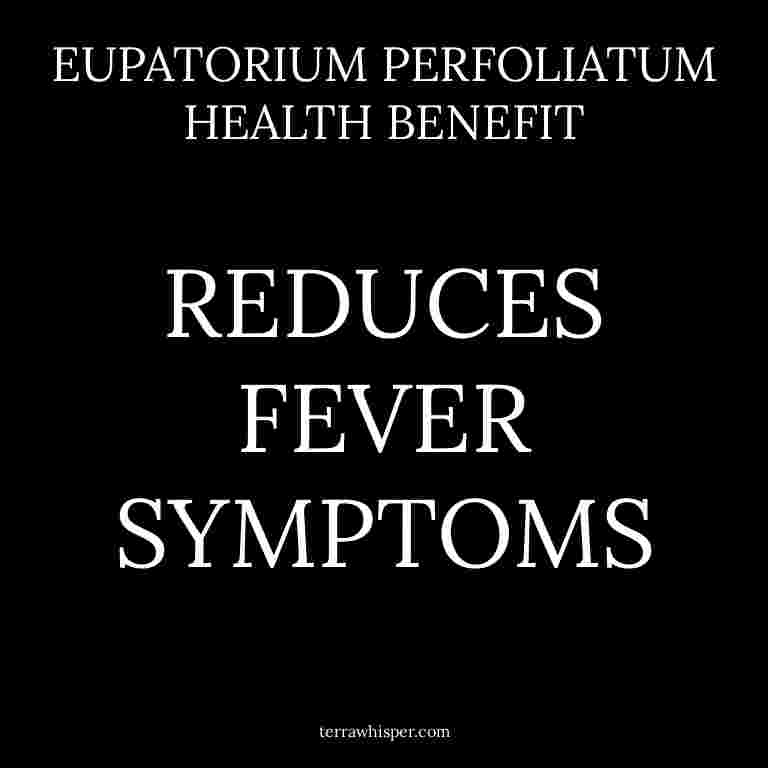 EUPATORIUM PERFOLIATUM
HEALTH BENEFIT
REDUCES
FEVER
SYMPTOMS
terrawhisper.com